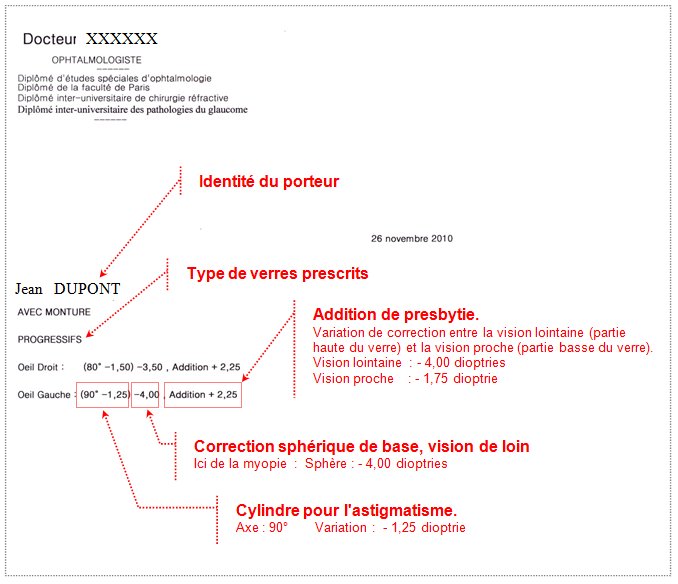 Docteur XXXXXX
OPHTALMOLOGISTE
Diplômé d'études spéciales d'ophtalmologie
Diplômé de la faculté de Paris
Diplômé inter-universitaire de chirurgie réfractive
Diplômé inter-universitaire des pathologies du glaucome
Identité du porteur
26 novembre 2010
Type de verres prescrits
Jean DUPONT
AVEC MONTURE
PROGRESSIFS
Addition de presbytie.
Variation de correction entre la vision lointaine (partie
haute du verre) et la vision proche (partie basse du verre).
Vision lointaine : - 4,00 dioptries
Vision proche : - 1,75 dioptrie
Oeil Droit : (80° -1,50) -3,50 , Addition + 2,25
Oeil Gauche : (90° -1,25) -4,00 , Addition + 2,25
Correction sphérique de base, vision de loin
Ici de la myopie : Sphère : - 4,00 dioptries
Cylindre pour l'astigmatisme.
Axe : 90° Variation : - 1,25 dioptrie